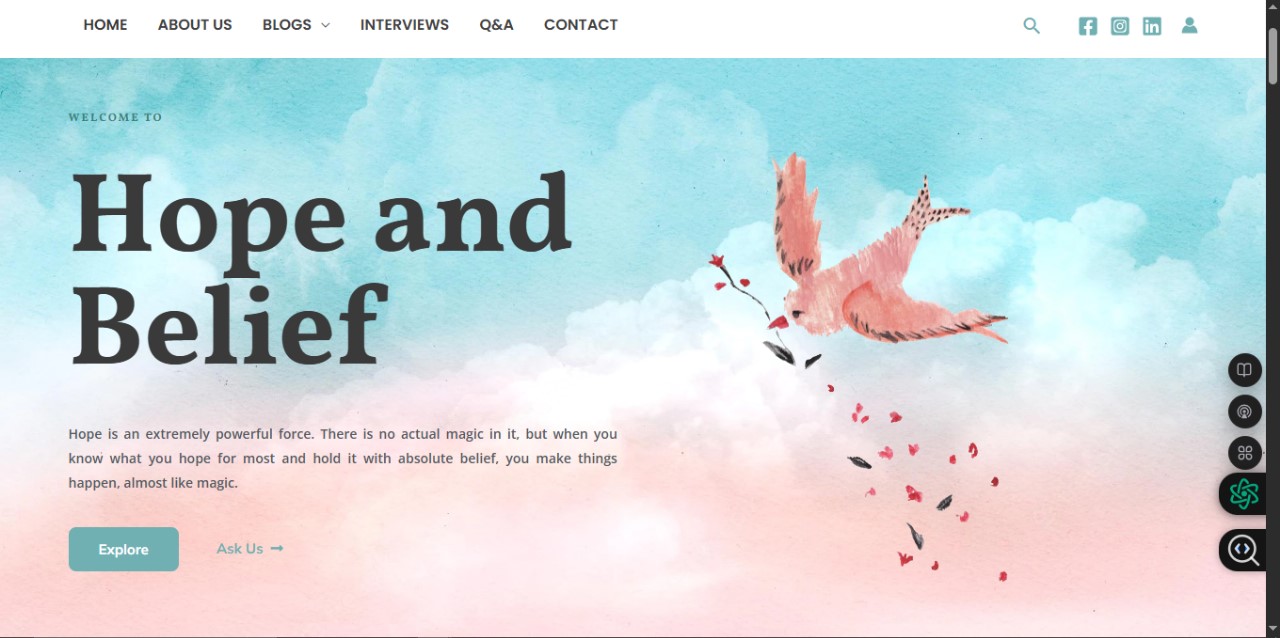 HOME ABOUT US BLOGS INTERVIEWS Q&A CONTACT
WELCOME TO
Hope and
Belief
Hope is an extremely powerful force. There is no actual magic in it, but when you
know what you hope for most and hold it with absolute belief, you make things
happen, almost like magic.
Explore Ask Us